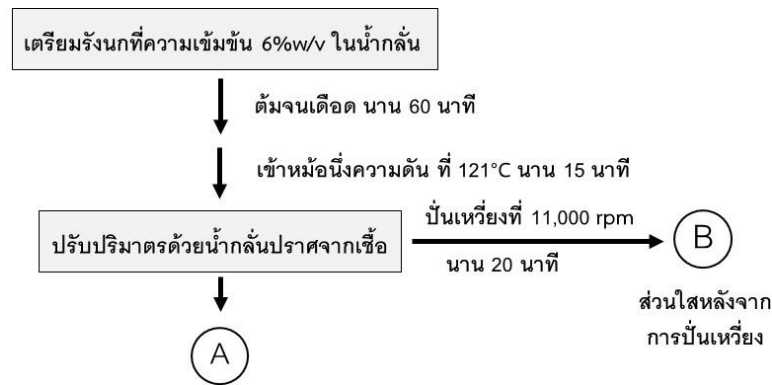 เตรียมรังนกที่ความเข้มข้น 6%w/v ในน้ำกลั่น
ต้มจนเดือด นาน 60 นาที
เข้าหม้อนึ่งความดัน ที่ 121°C นาน 15 นาที
ปรับปริมาตรด้วยน้ำกลั่นปราศจากเชื้อ
ปั่นเหวี่ยงที่ 11,000 rpm
นาน 20 นาที
B
ส่วนใสหลังจาก
การปั่นเหวี่ยง
A